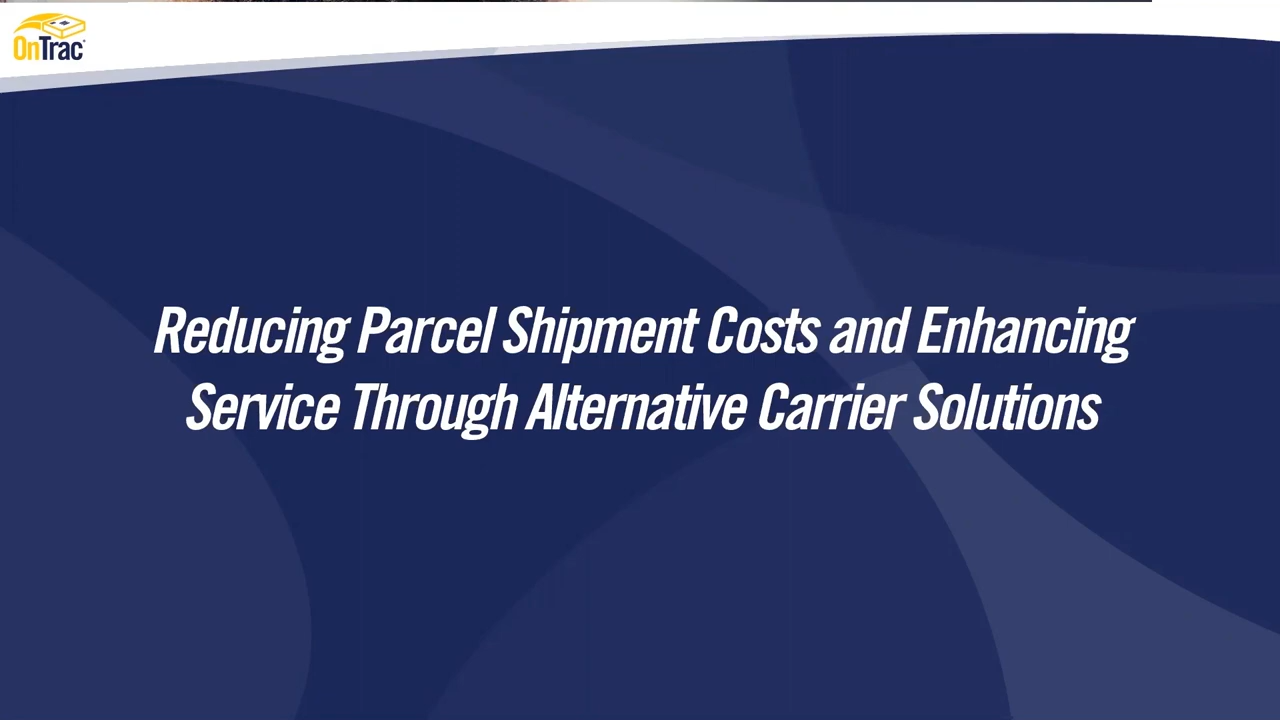 OnTrac
Reducing Parcel Shipment Costs and Enhancing
Service Through Alternative Carrier Solutions